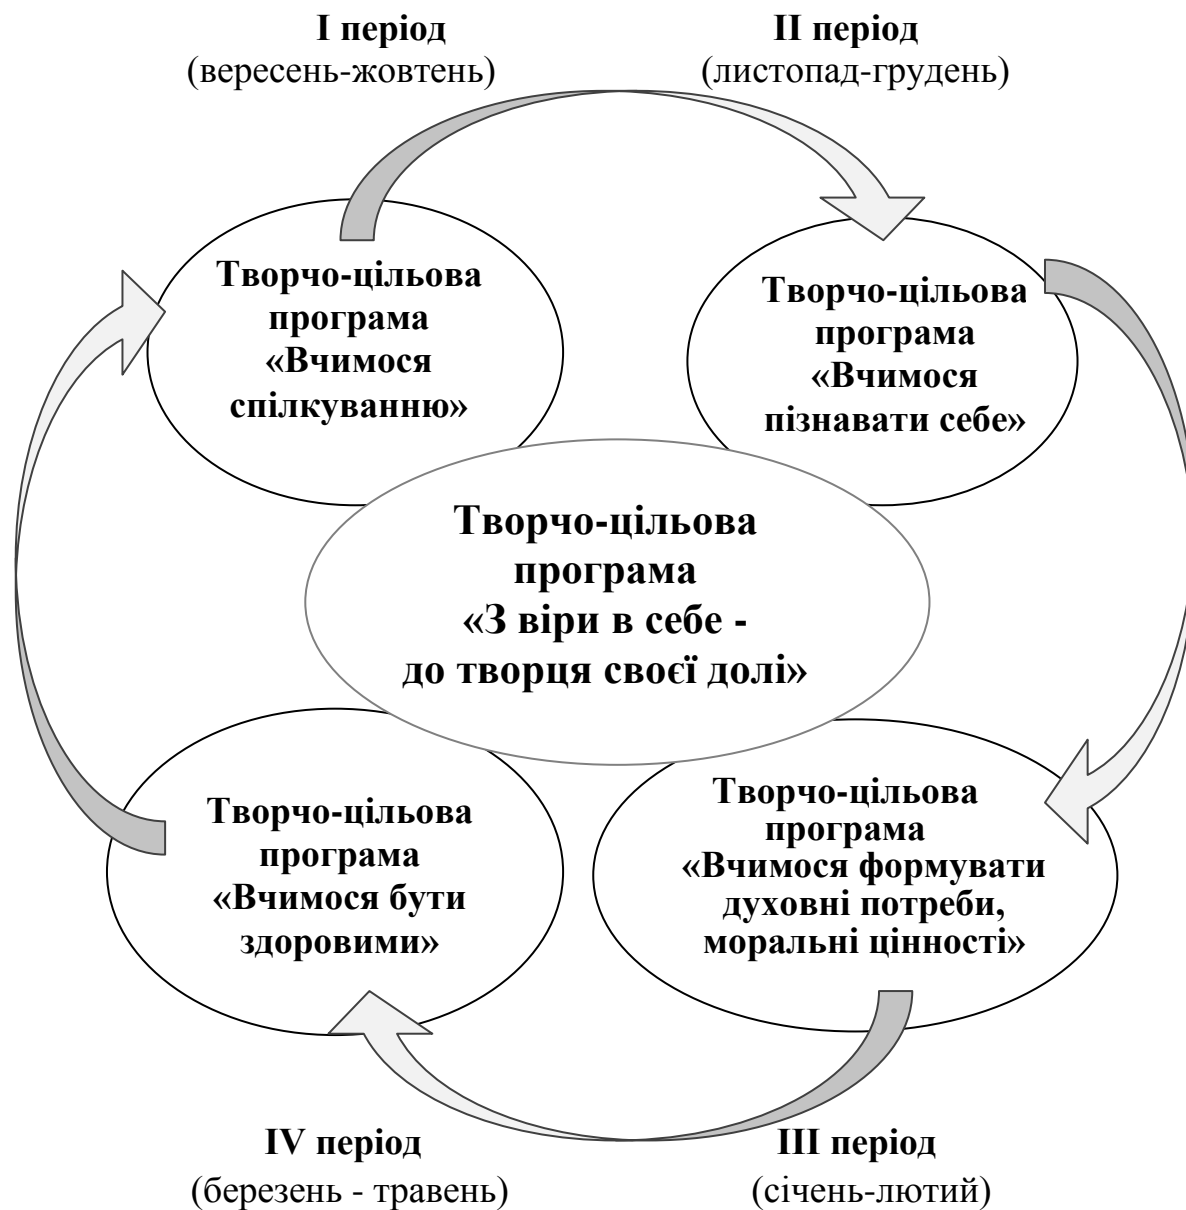 I період
(вересень-жовтень)
II період
(листопад-грудень)
Творчо-цільова
програма
«Вчимося
спілкуванню»
Творчо-цільова
програма
«Вчимося
пізнавати себе»
Творчо-цільова
програма
«З віри в себе -
до творця своєї долі»
Творчо-цільова
програма
«Вчимося бути
здоровими»
Творчо-цільова
програма
«Вчимося формувати
духовні потреби,
моральні цінності»
IV період
(березень - травень)
III період
(січень-лютий)